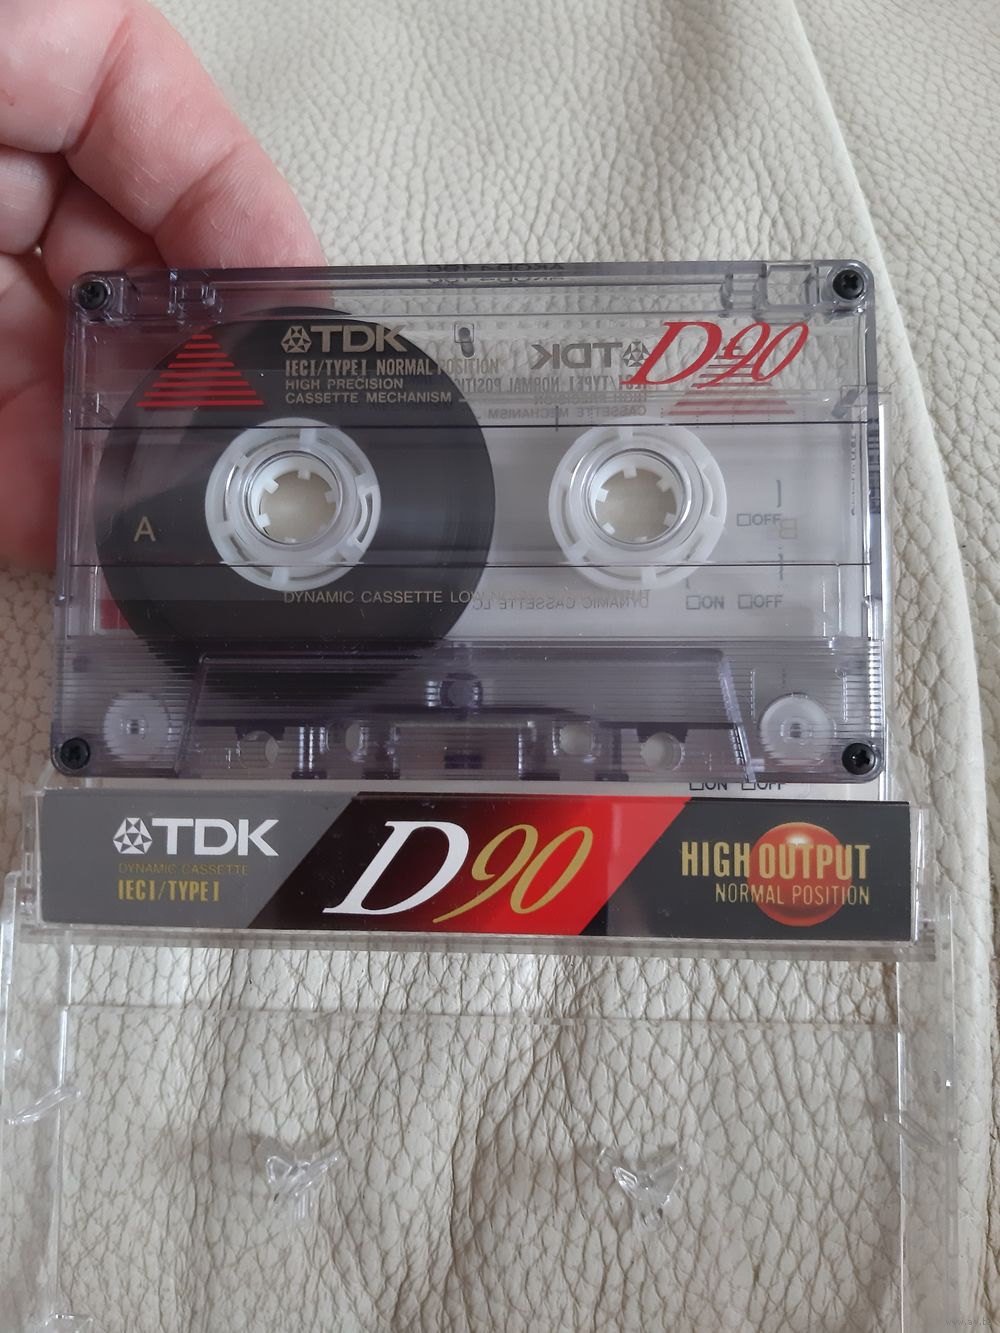 TDK
D90
IECI/TYPE I NORMAL POSITION
HIGH PRECISION
CASSETTE MECHANISM
A
OFF
DYNAMIC CASSETTE
ON OFF
ON OFF
TDK
DYNAMIC CASSETTE
IECI/TYPE I
D90
HIGH OUTPUT
NORMAL POSITION